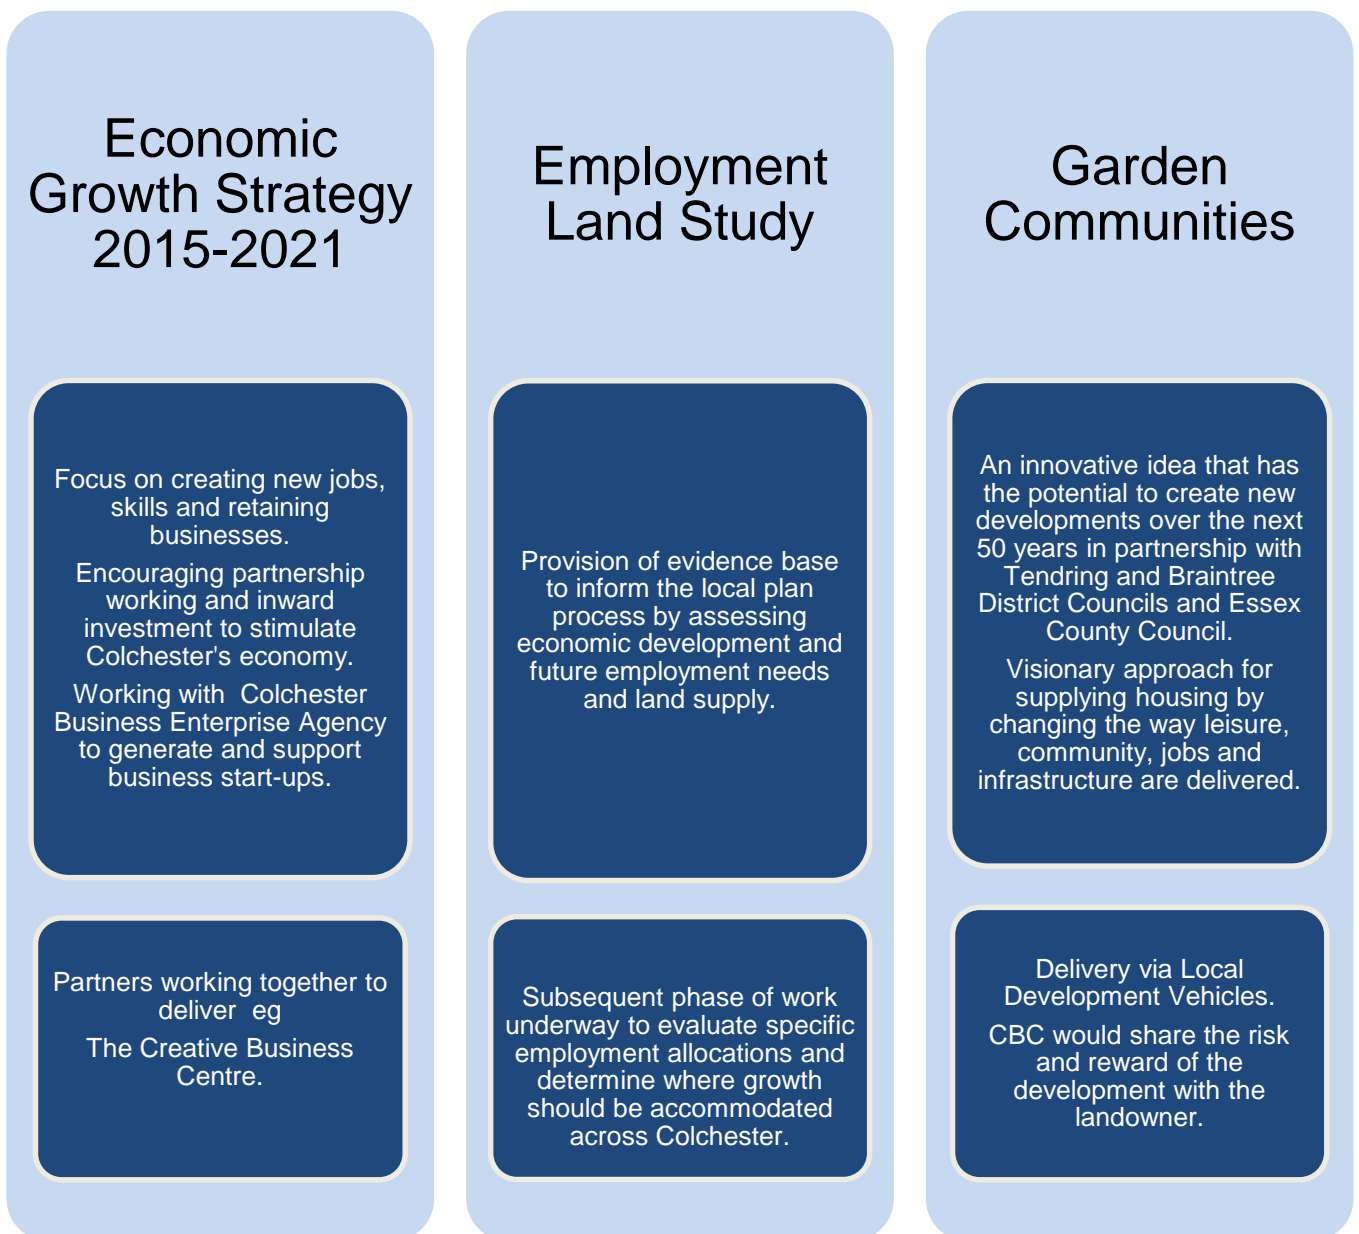 Economic
Growth Strategy
2015-2021
Focus on creating new jobs,
skills and retaining
businesses.
Encouraging partnership
working and inward
investment to stimulate
Colchester's economy.
Working with  Colchester
Business Enterprise Agency
to generate and support
business start-ups.
Partners working together to
deliver  eg
The Creative Business
Centre.
Employment
Land Study
Provision of evidence base
to inform the local plan
process by assessing
economic development and
future employment needs
and land supply.
Subsequent phase of work
underway to evaluate specific
employment allocations and
determine where growth
should be accommodated
across Colchester.
Garden
Communities
An innovative idea that has
the potential to create new
developments over the next
50 years in partnership with
Tendring and Braintree
District Councils and Essex
County Council.
Visionary approach for
supplying housing by
changing the way leisure,
community, jobs and
infrastructure are delivered.
Delivery via Local
Development Vehicles.
CBC would share the risk
and reward of the
development with the
landowner.